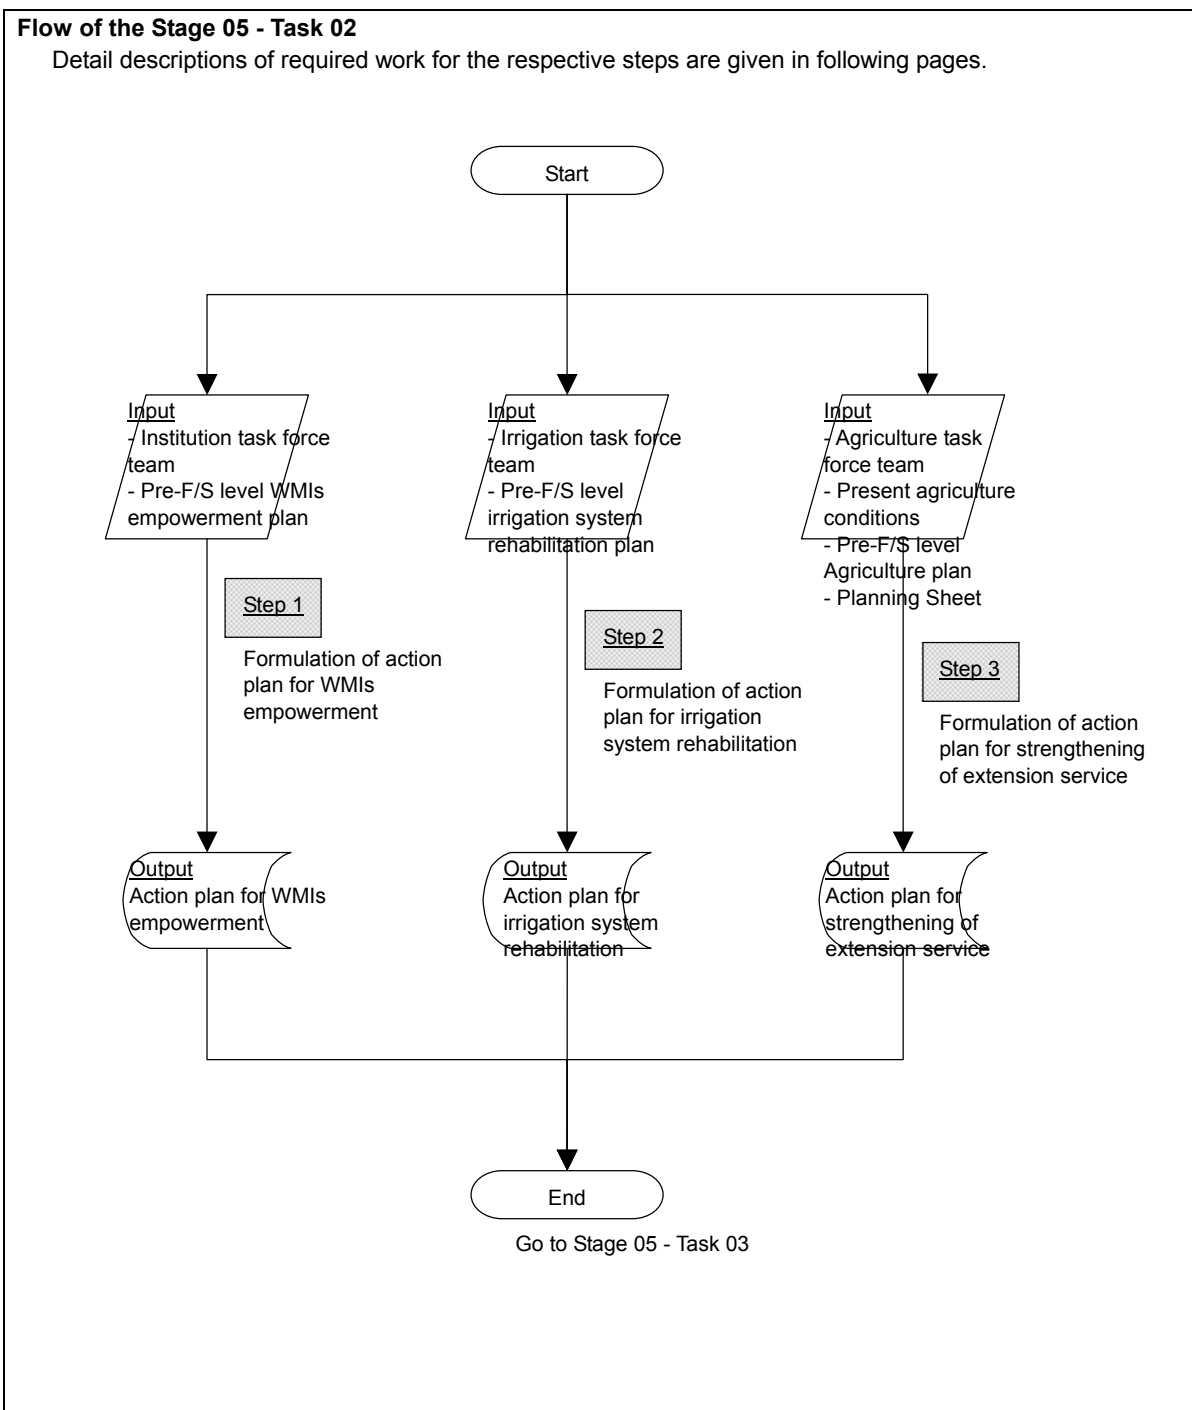 Flow of the Stage 05 - Task 02
Detail descriptions of required work for the respective steps are given in following pages.
Start
Input
- Institution task force
team
- Pre-F/S level WMIs
empowerment plan
Input
- Irrigation task force
team
- Pre-F/S level
irrigation system
rehabilitation plan
Input
- Agriculture task
force team
- Present agriculture
conditions
- Pre-F/S level
Agriculture plan
- Planning Sheet
Step 1
Formulation of action
plan for WMIs
empowerment
Step 2
Formulation of action
plan for irrigation
system rehabilitation
Step 3
Formulation of action
plan for strengthening
of extension service
Output
Action plan for WMIs
empowerment
Output
Action plan for
irrigation system
rehabilitation
Output
Action plan for
strengthening of
extension service
End
Go to Stage 05 - Task 03